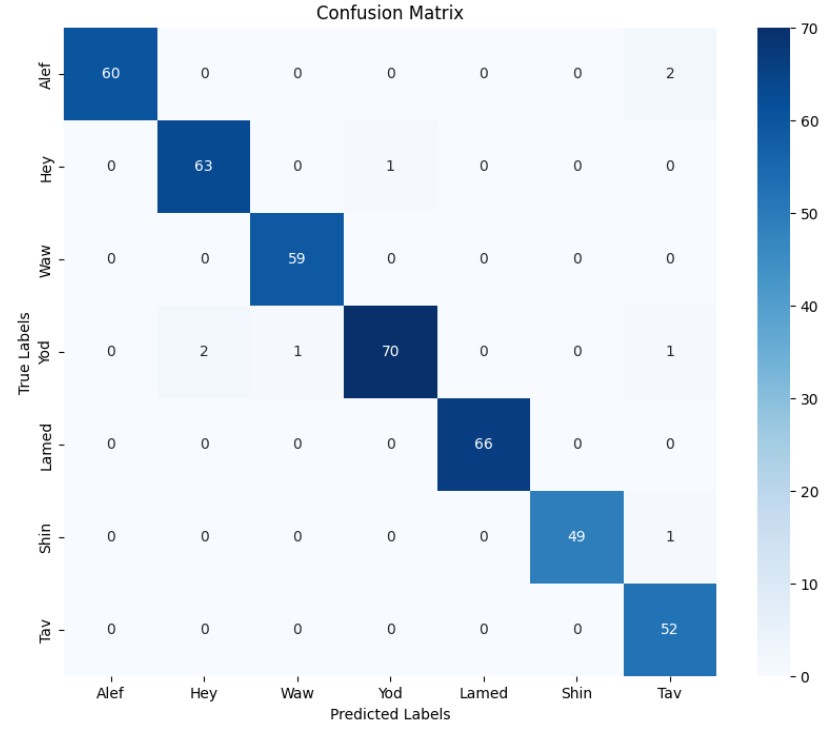 Confusion Matrix
Alef 60 0 0 0 0 0 2
Hey 0 63 0 1 0 0 0
Waw 0 0 59 0 0 0 0
Yod 0 2 1 70 0 0 1
Lamed 0 0 0 0 66 0 0
Shin 0 0 0 0 0 49 1
Tav 0 0 0 0 0 0 52
True Labels
Alef Hey Waw Yod Lamed Shin Tav
Predicted Labels
70
60
50
40
30
20
10
0